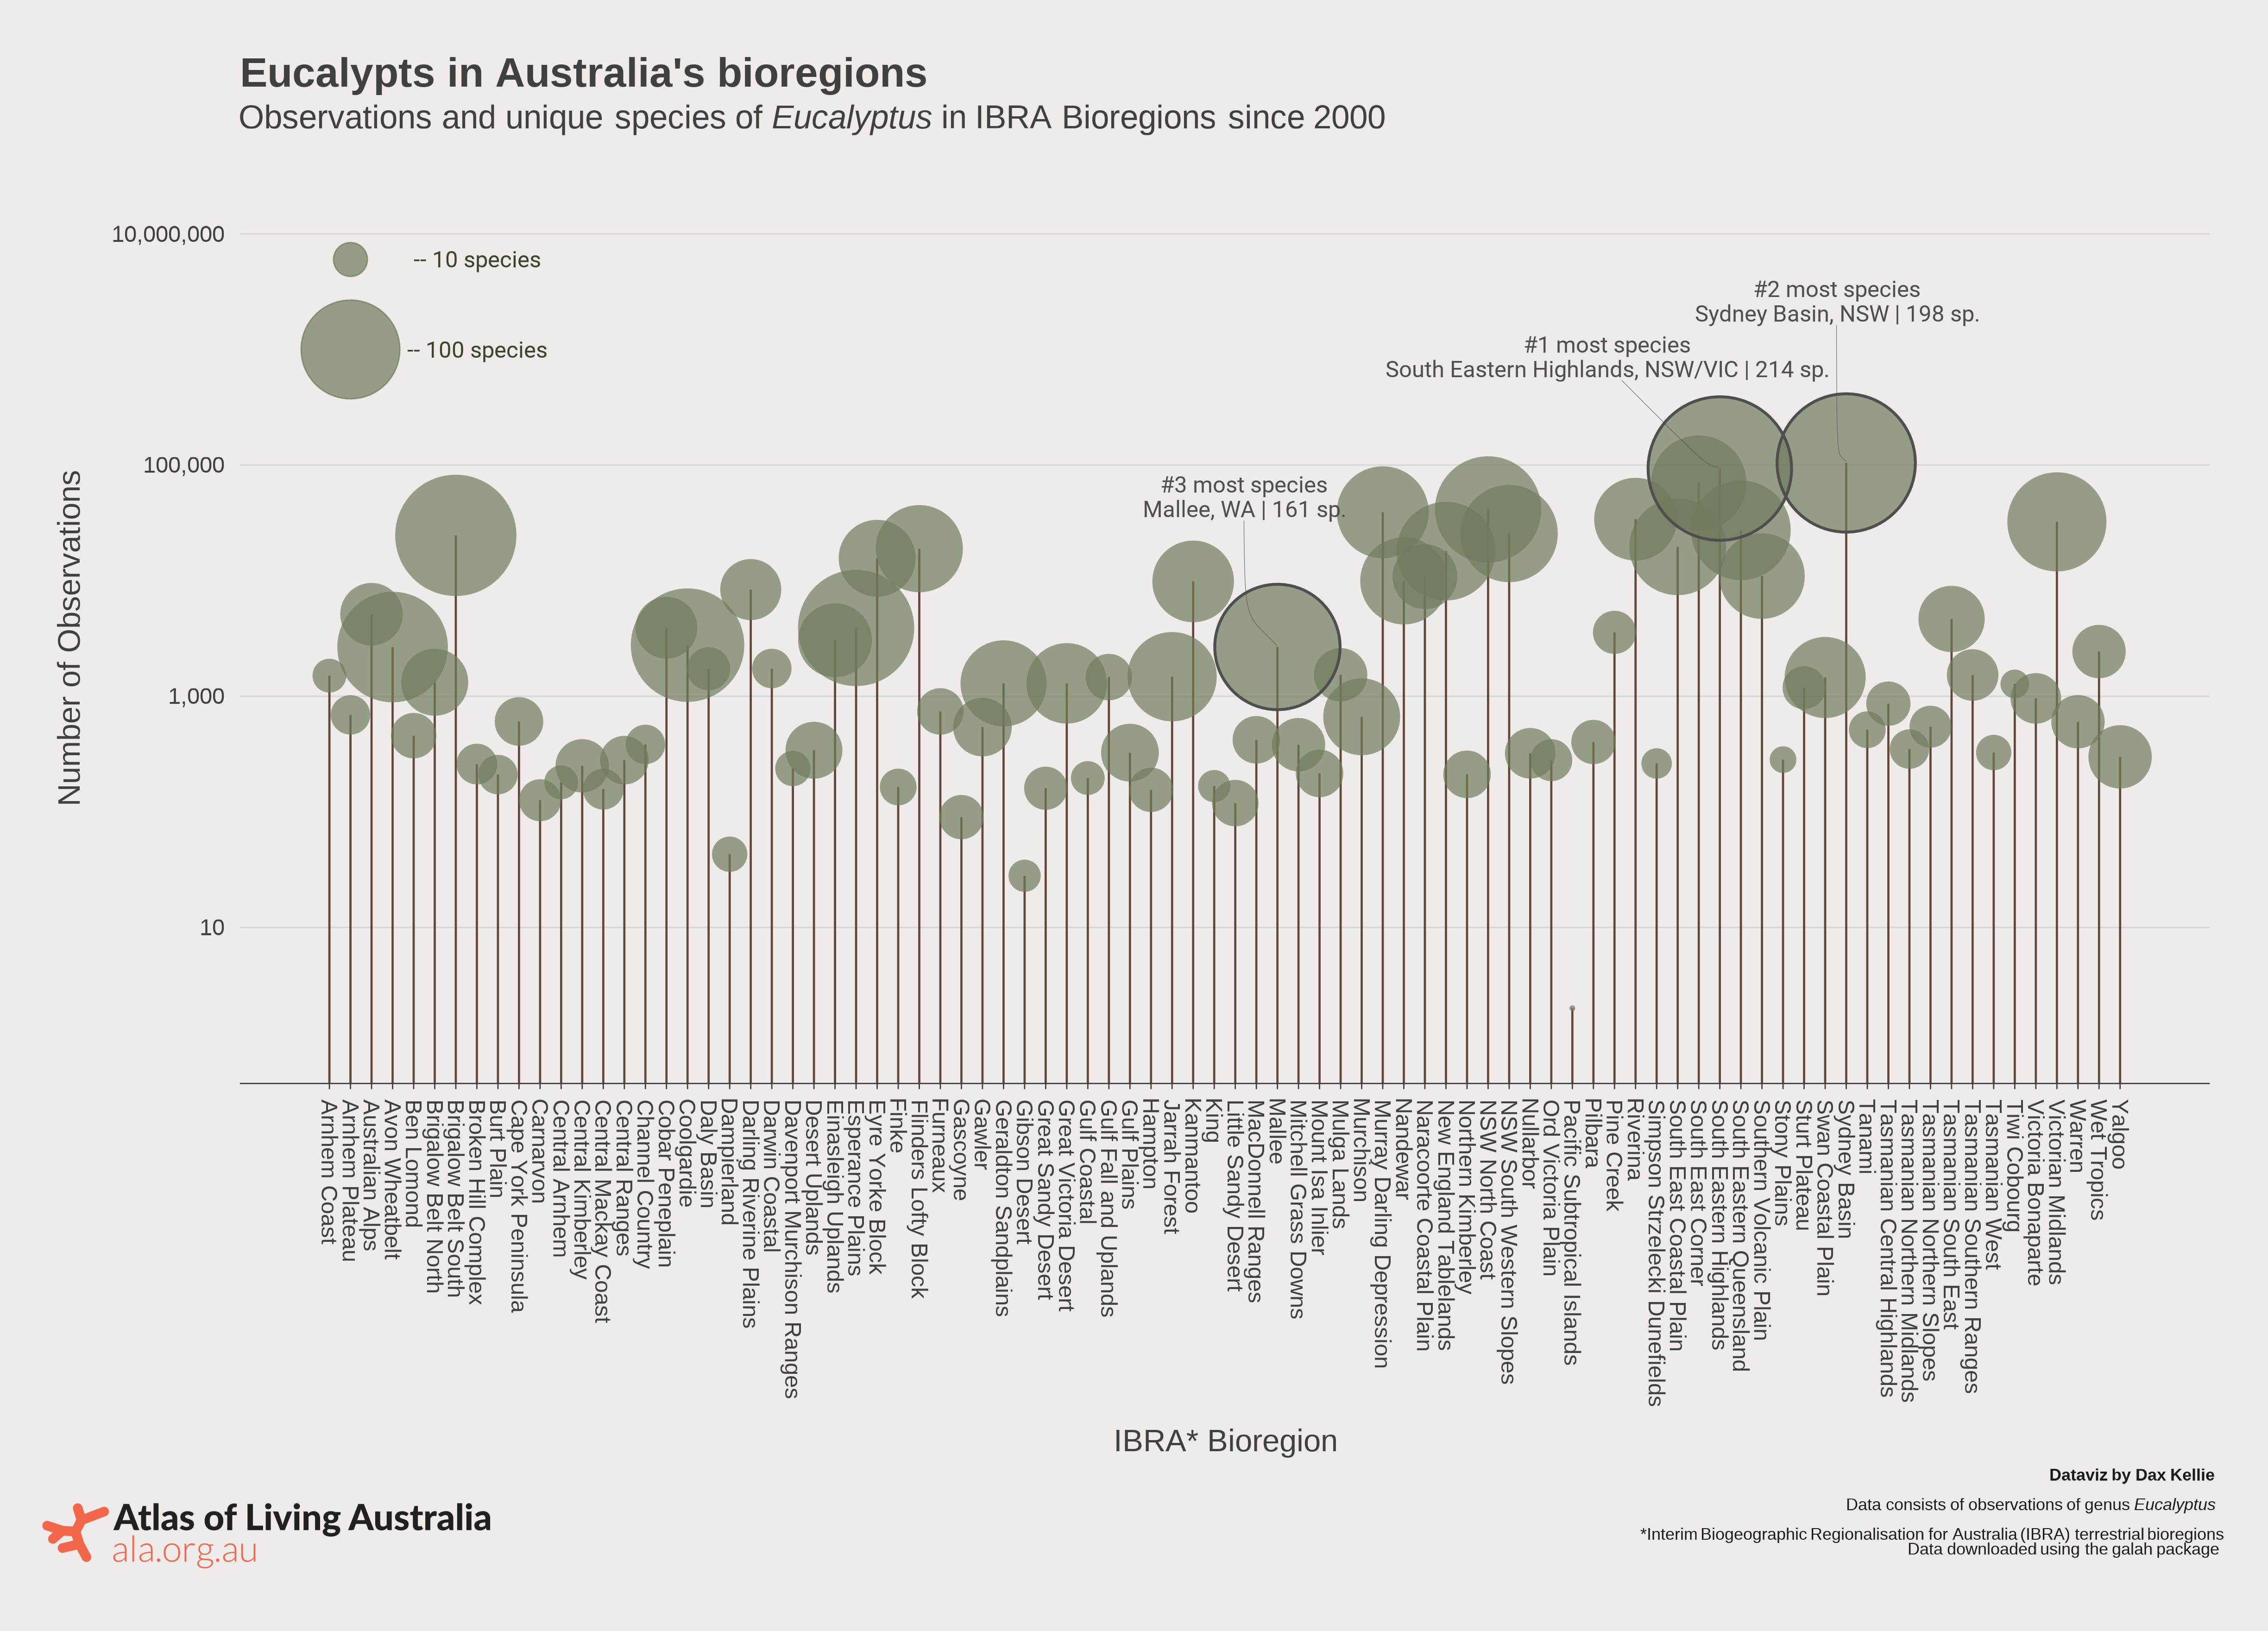 Eucalypts in Australia's bioregions
Observations and unique species of Eucalyptus in IBRA Bioregions since 2000
10,000,000
-- 10 species
-- 100 species
#2 most species
Sydney Basin, NSW | 198 sp.
#1 most species
South Eastern Highlands, NSW/VIC | 214 sp.
#3 most species
Mallee, WA | 161 sp.
100,000
1,000
10
Number of Observations
Arnhem Coast
Arnhem Plateau
Australian Alps
Avon Wheatbelt
Ben Lomond
Brigalow Belt North
Brigalow Belt South
Broken Hill Complex
Burt Plain
Cape York Peninsula
Carnarvon
Central Arnhem
Central Kimberley
Central Mackay Coast
Central Ranges
Channel Country
Cobar Peneplain
Coolgardie
Daly Basin
Dampierland
Darling Riverine Plains
Darwin Coastal
Davenport Murchison Ranges
Desert Uplands
Einasleigh Uplands
Esperance Plains
Eyre Yorke Block
Finke
Flinders Lofty Block
Furneaux
Gascoyne
Gawler
Geraldton Sandplains
Gibson Desert
Great Sandy Desert
Great Victoria Desert
Gulf Coastal
Gulf Fall and Uplands
Gulf Plains
Hampton
Jarrah Forest
Kanmantoo
King
Little Sandy Desert
MacDonnell Ranges
Mallee
Mitchell Grass Downs
Mount Isa Inlier
Mulga Lands
Murchison
Murray Darling Depression
Nandewar
Naracoorte Coastal Plain
New England Tablelands
Northern Kimberley
NSW North Coast
NSW South Western Slopes
Nullarbor
Ord Victoria Plain
Pacific Subtropical Islands
Pilbara
Pine Creek
Riverina
Simpson Strzelecki Dunefields
South East Coastal Plain
South East Corner
South Eastern Highlands
South Eastern Queensland
Southern Volcanic Plain
Stony Plains
Sturt Plateau
Swan Coastal Plain
Sydney Basin
Tanami
Tasmanian Central Highlands
Tasmanian Northern Midlands
Tasmanian Northern Slopes
Tasmanian South East
Tasmanian Southern Ranges
Tasmanian West
Tiwi Cobourg
Victoria Bonaparte
Victorian Midlands
Warren
Wet Tropics
Yalgoo
IBRA* Bioregion
Dataviz by Dax Kellie
Data consists of observations of genus Eucalyptus
*Interim Biogeographic Regionalisation for Australia (IBRA) terrestrial bioregions
Data downloaded using the galah package
Atlas of Living Australia
ala.org.au